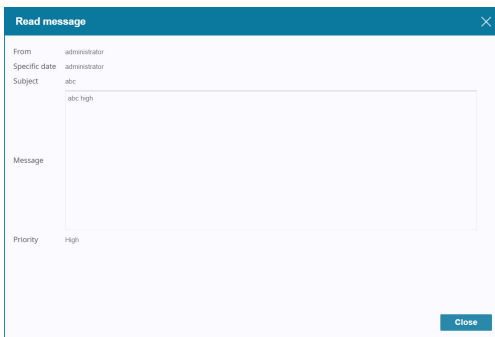 Read message
From administrator
Specific date administrator
Subject abc
abc high
Message
Priority High
Close